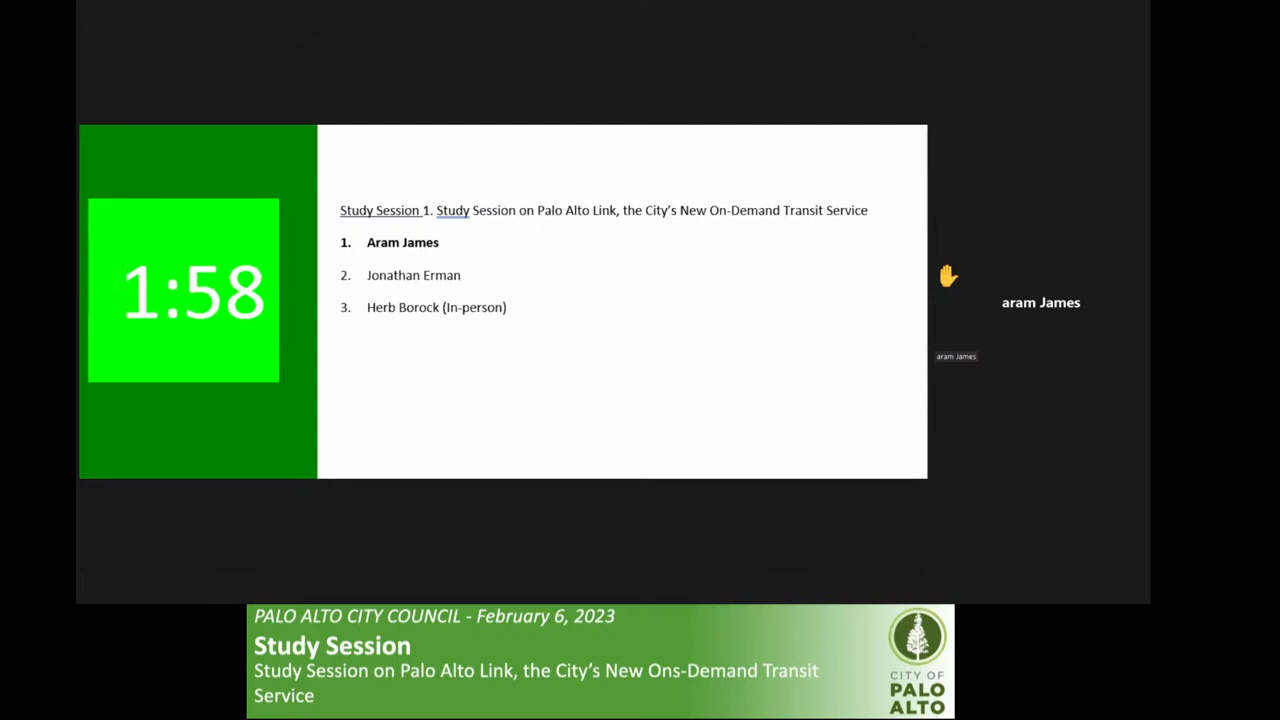 1:58
Study Session 1. Study Session on Palo Alto Link, the City’s New On-Demand Transit Service
1. Aram James
2. Jonathan Erman
3. Herb Borock (In-person)
aram James
aram James
PALO ALTO CITY COUNCIL - February 6, 2023
Study Session
Study Session on Palo Alto Link, the City’s New Ons-Demand Transit
Service
CITY OF
PALO
ALTO